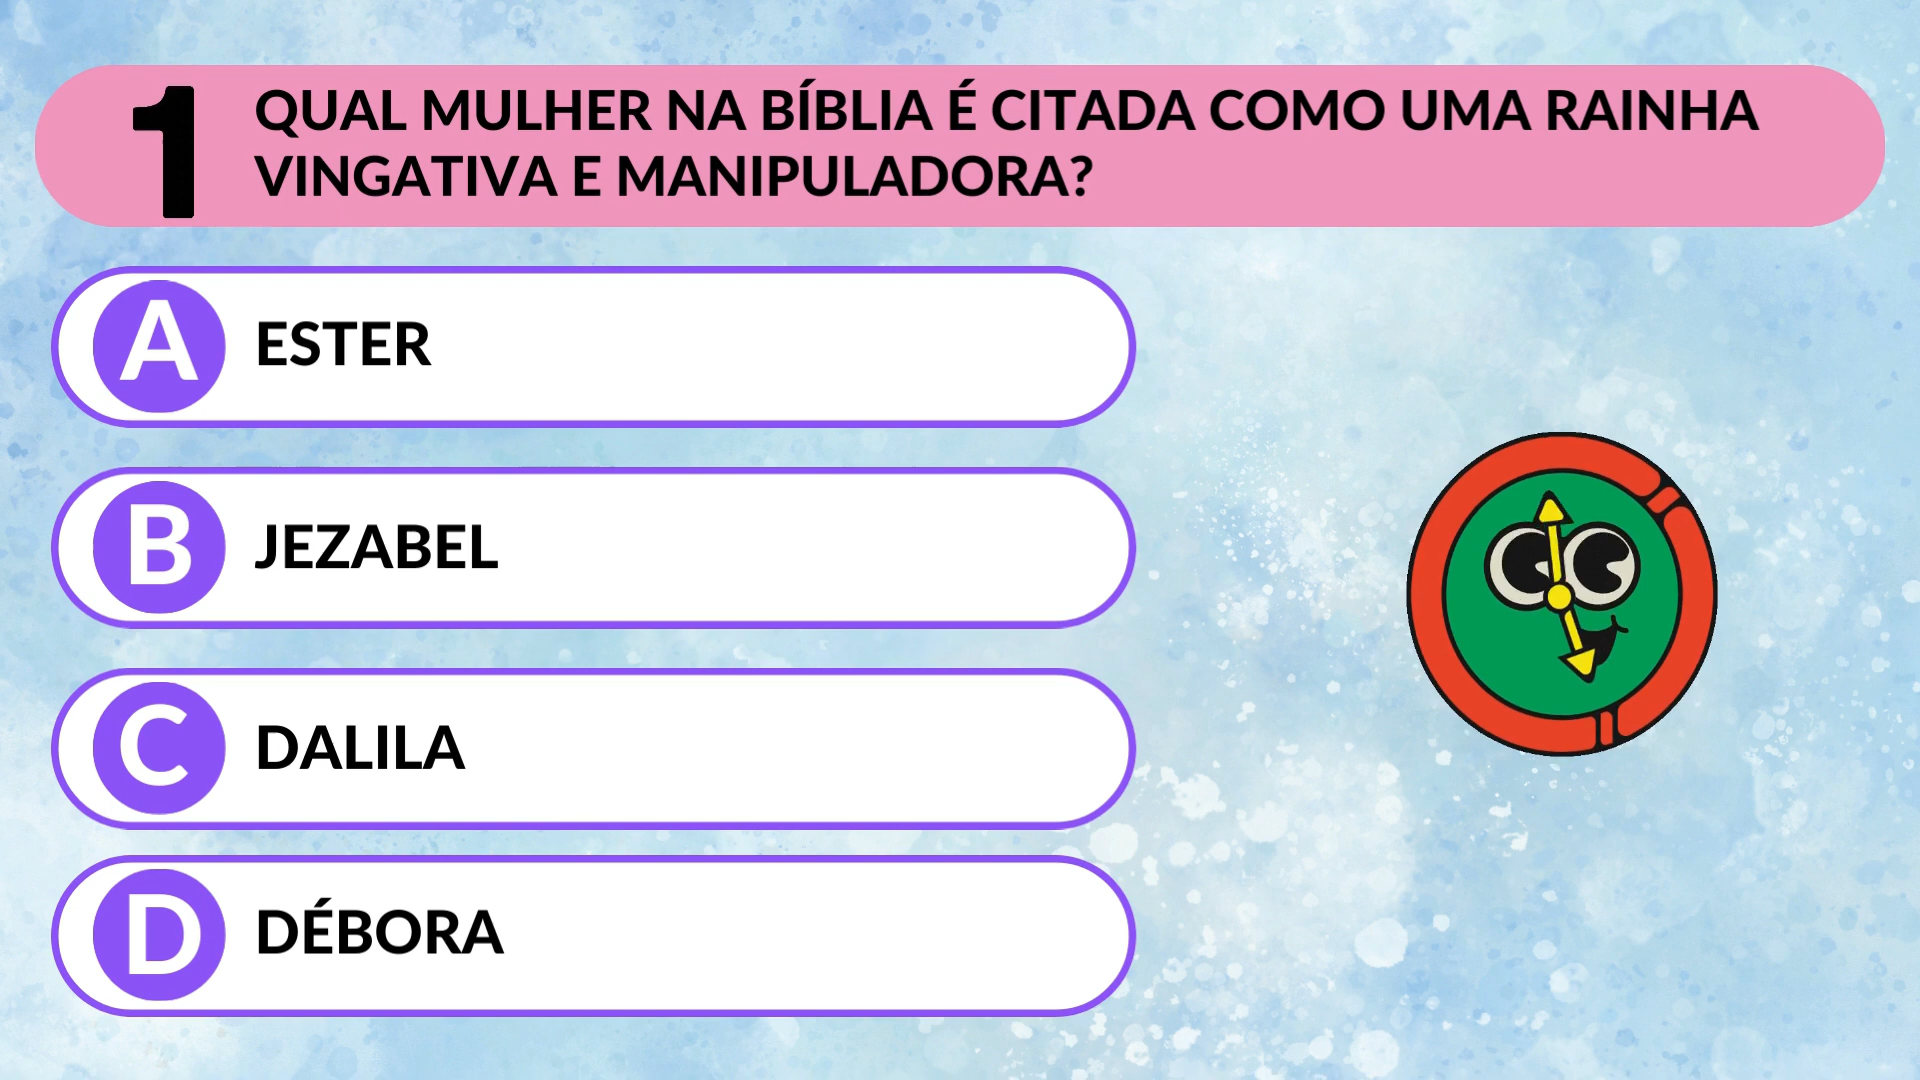 1
QUAL MULHER NA BÍBLIA É CITADA COMO UMA RAINHA
VINGATIVA E MANIPULADORA?
A ESTER
B JEZABEL
C DALILA
D DÉBORA